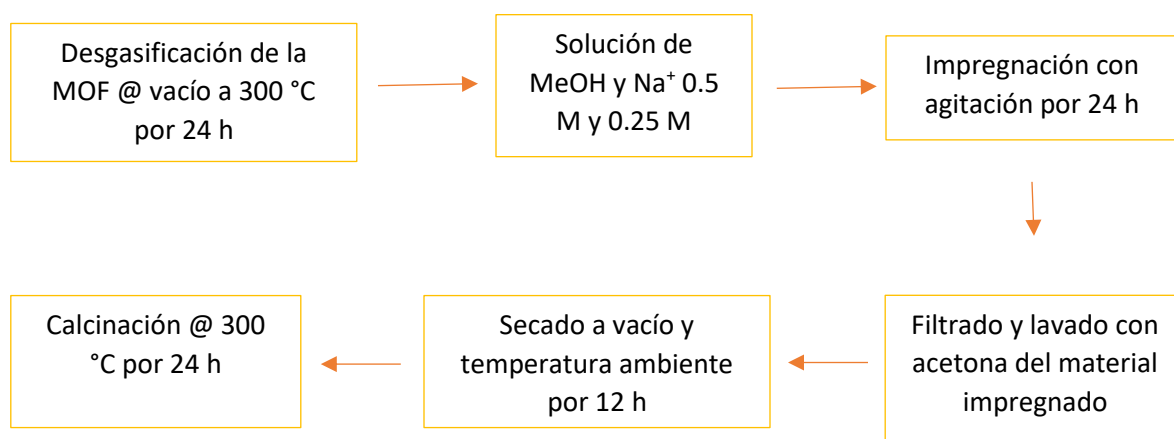 Desgasificación de la
MOF @ vacío a 300 °C
por 24 h
Solución de
MeOH y Na⁺ 0.5
M y 0.25 M
Impregnación con
agitación por 24 h
Filtrado y lavado con
acetona del material
impregnado
Secado a vacío y
temperatura ambiente
por 12 h
Calcinación @ 300
°C por 24 h